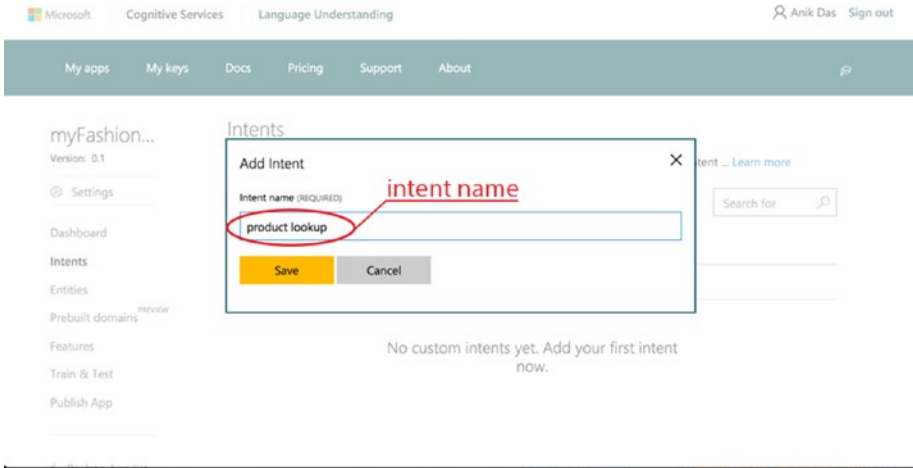 Microsoft Cognitive Services Language Understanding Anik Das Sign out
My apps My keys Docs Pricing Support About
myFashion...
Version: 0.1
Settings
Dashboard
Intents
Entities
Prebuilt domains PREVIEW
Features
Train & Test
Publish App
Intents
tent ... Learn more
Search for
Add Intent
Intent name (REQUIRED)
intent name
product lookup
Save Cancel
No custom intents yet. Add your first intent
now.